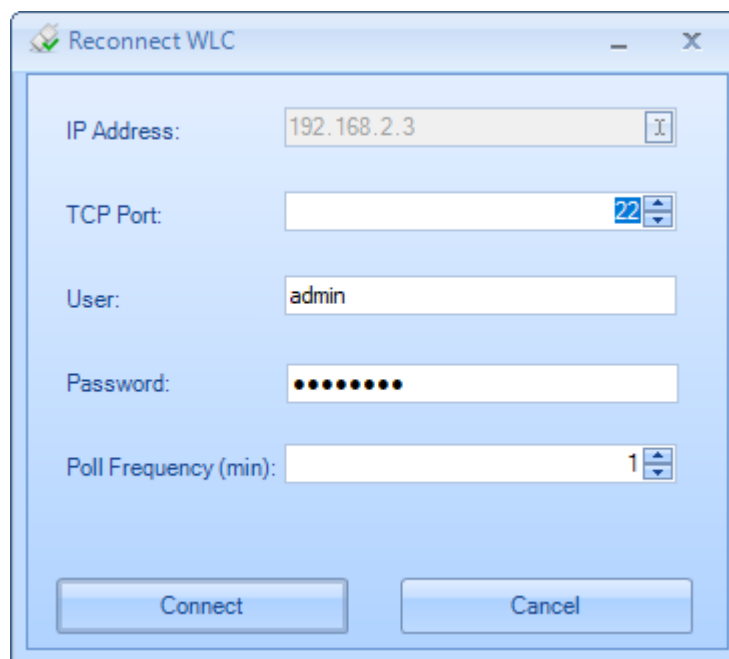 Reconnect WLC
IP Address: 192.168.2.3
TCP Port: 22
User: admin
Password: ●●●●●●●●
Poll Frequency (min): 1
Connect Cancel